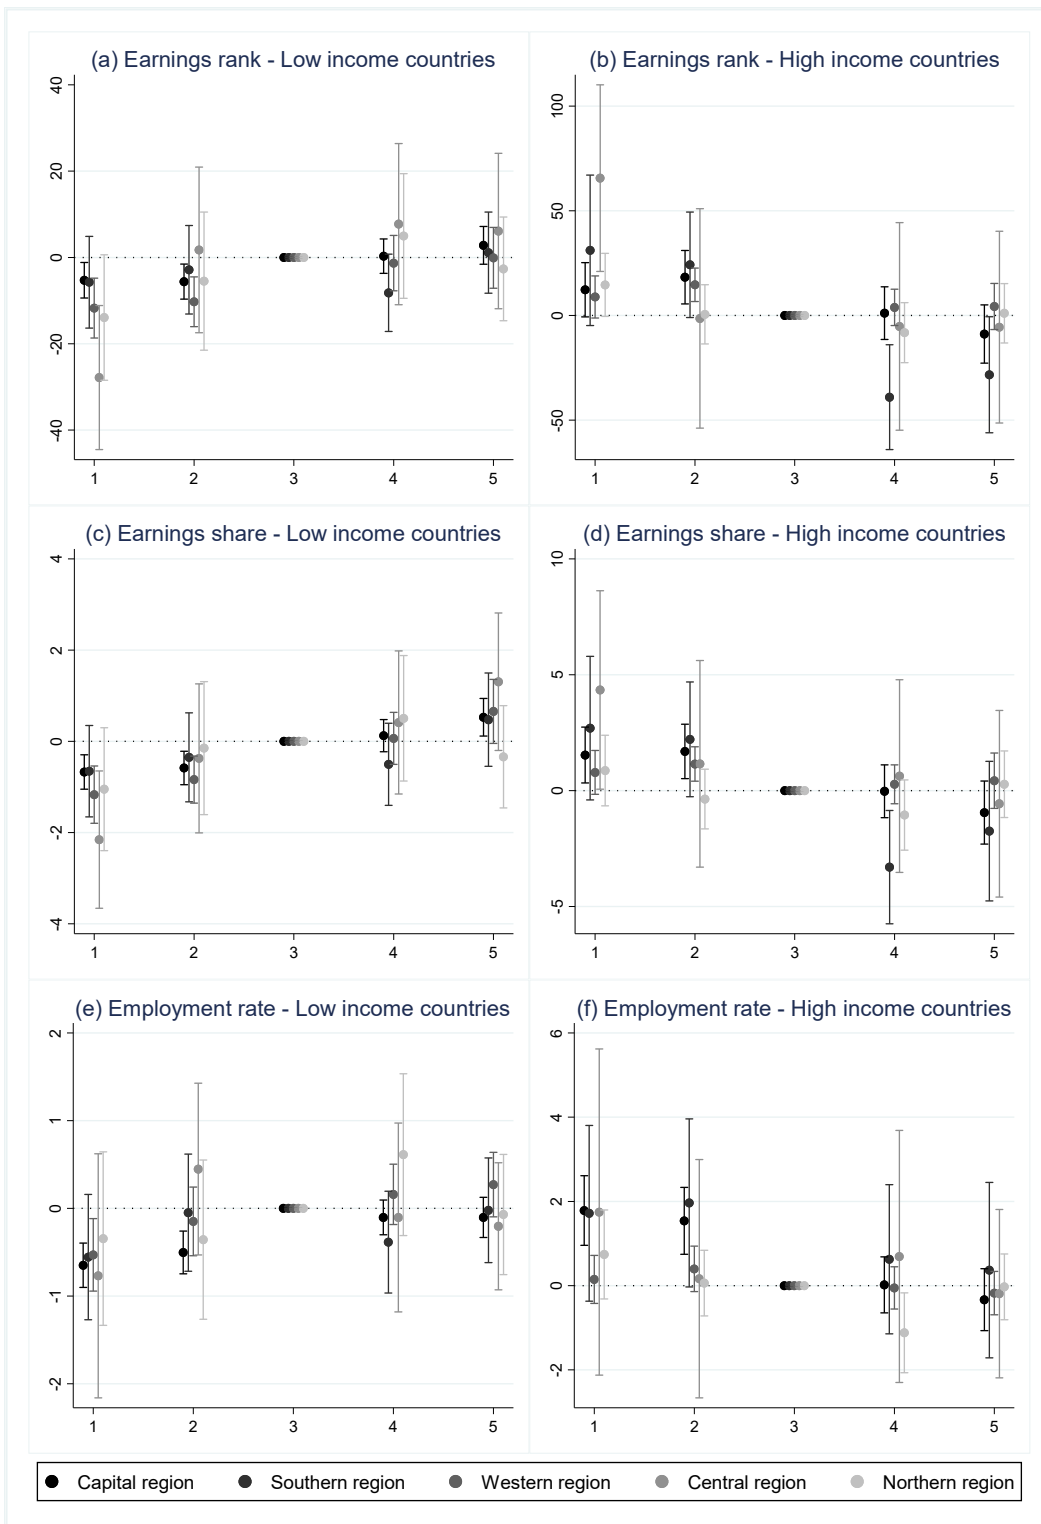 (a) Earnings rank - Low income countries
40
20
0
-20
-40
1 2 3 4 5
(b) Earnings rank - High income countries
100
50
0
-50
1 2 3 4 5
(c) Earnings share - Low income countries
4
2
0
-2
-4
1 2 3 4 5
(d) Earnings share - High income countries
10
5
0
-5
1 2 3 4 5
(e) Employment rate - Low income countries
2
1
0
-1
-2
1 2 3 4 5
(f) Employment rate - High income countries
6
4
2
0
-2
1 2 3 4 5
Capital region Southern region Western region Central region Northern region